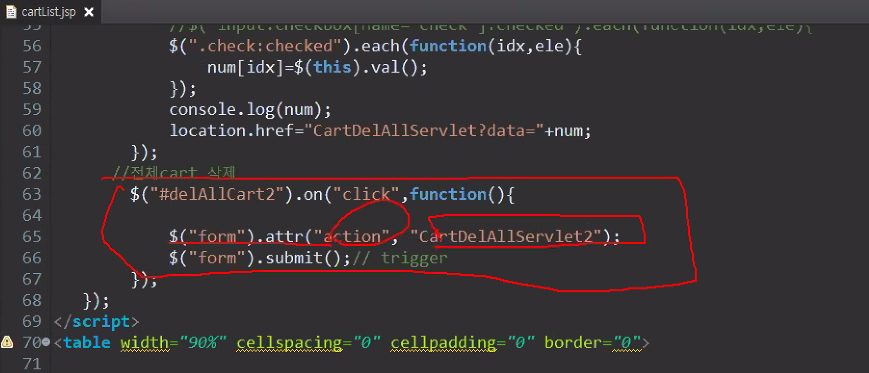 cartList.jsp
//$("input:checkbox[name='check']:checked").each(function(idx,ele){
56 $(".check:checked").each(function(idx,ele){
57 num[idx]=$(this).val();
58 });
59 console.log(num);
60 location.href="CartDelAllServlet?data="+num;
61 });
62 //전체cart 삭제
63 $("#delAllCart2").on("click",function(){
64
65 $("form").attr("action", "CartDelAllServlet2");
66 $("form").submit();// trigger
67 });
68 });
69 </script>
70 <table width="90%" cellspacing="0" cellpadding="0" border="0">
71